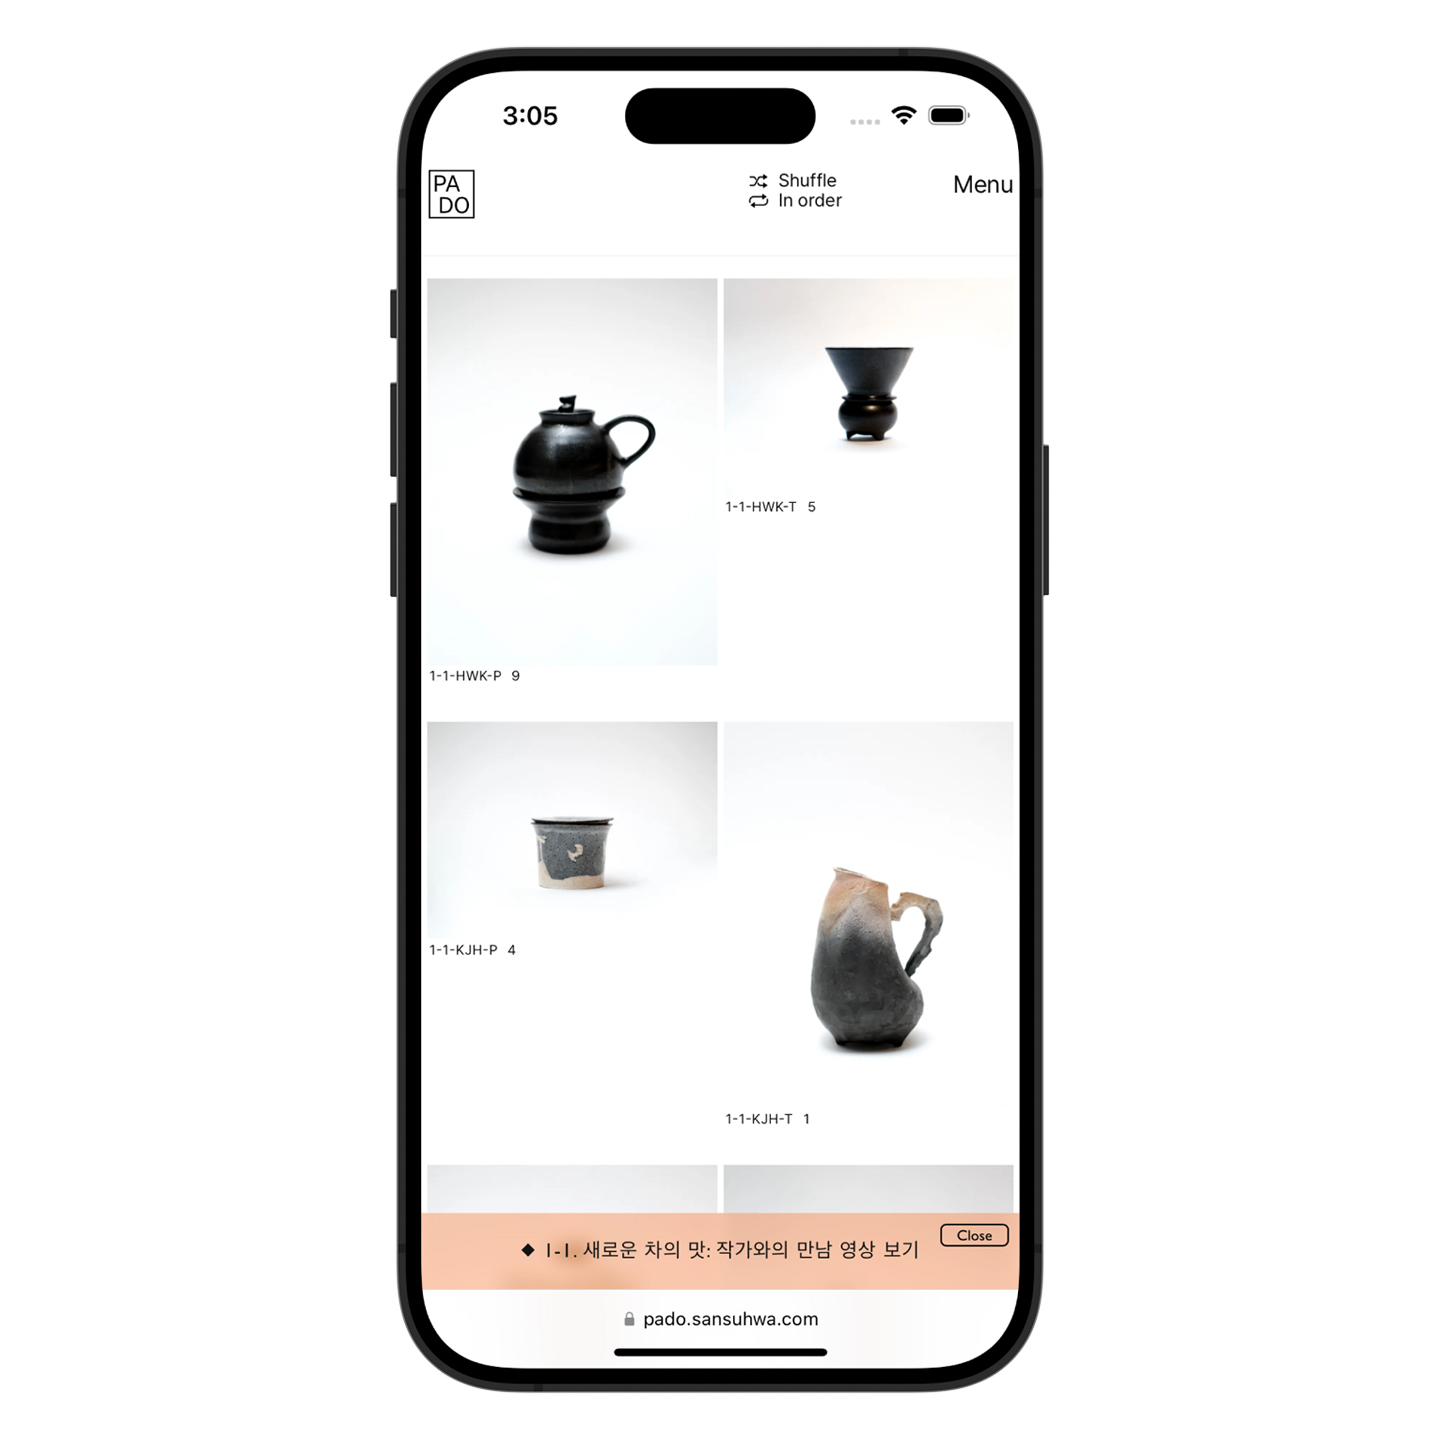 3:05
PA
DO
Shuffle
In order
Menu
1-1-HWK-T 5
1-1-HWK-P 9
1-1-KJH-P 4
1-1-KJH-T 1
Close
◆ 1-1. 새로운 차의 맛: 작가와의 만남 영상 보기
pado.sansuhwa.com